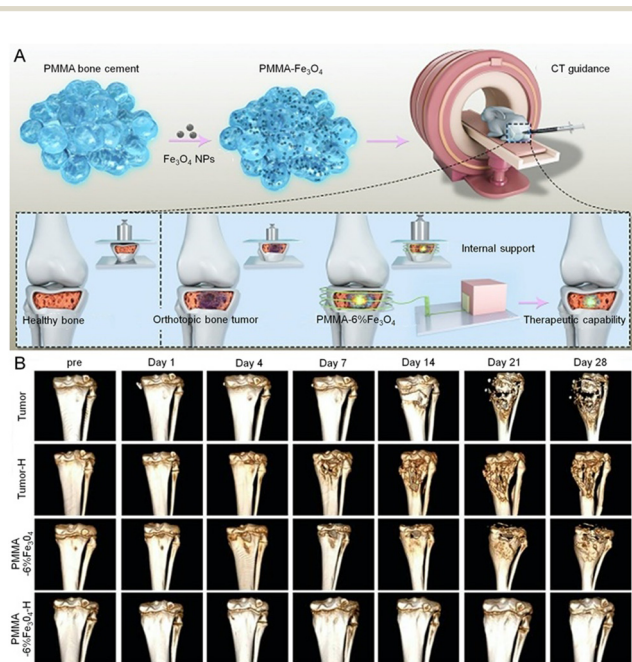 A
PMMA bone cement
PMMA-Fe₃O₄
CT guidance
Fe₃O₄ NPs
Internal support
Healthy bone
Orthotopic bone tumor
PMMA-6%Fe₃O₄
Therapeutic capability
B
pre Day 1 Day 4 Day 7 Day 14 Day 21 Day 28
Tumor
Tumor-H
PMMA
-6%Fe₃O₄
PMMA
-6%Fe₃O₄-H